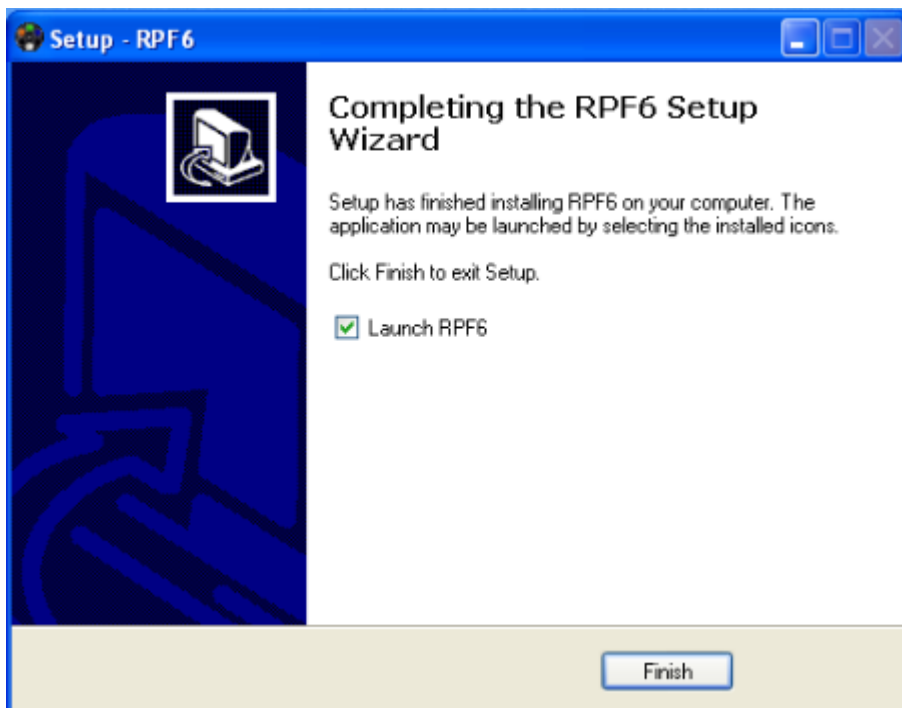 Setup - RPF6
Completing the RPF6 Setup
Wizard
Setup has finished installing RPF6 on your computer. The
application may be launched by selecting the installed icons.
Click Finish to exit Setup.
Launch RPF6
Finish